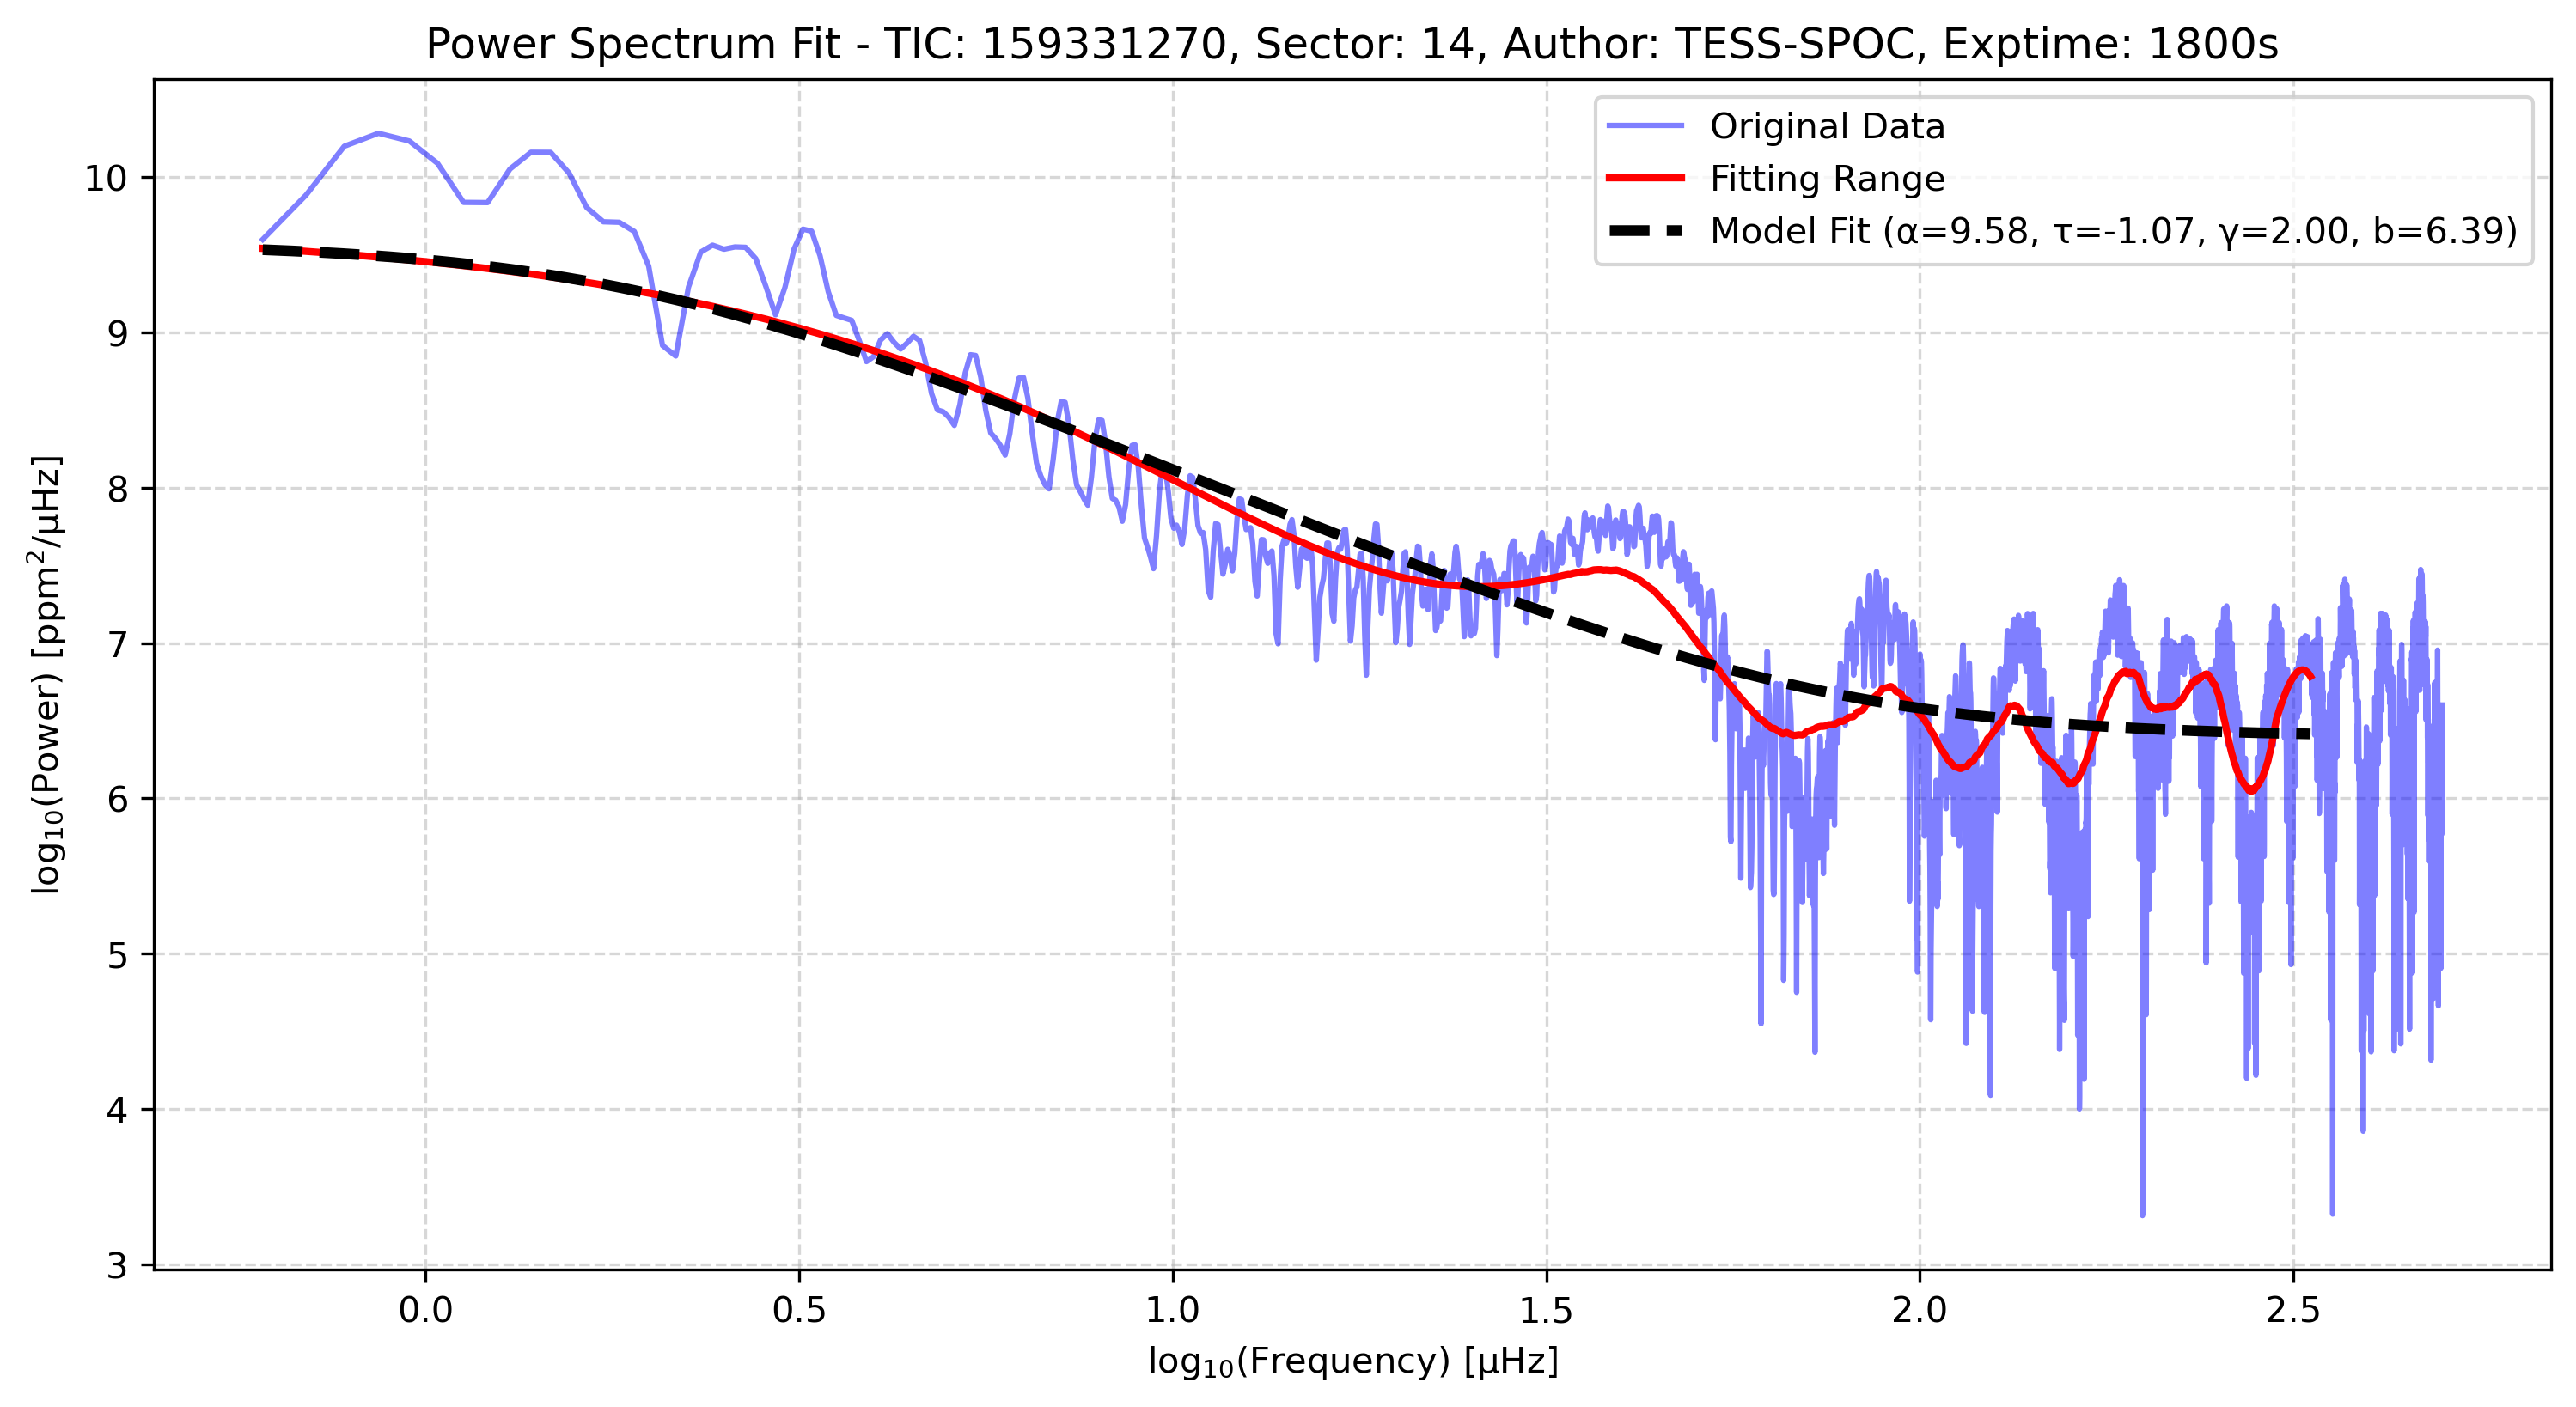 Power Spectrum Fit - TIC: 159331270, Sector: 14, Author: TESS-SPOC, Exptime: 1800s
Original Data
Fitting Range
Model Fit (α=9.58, τ=-1.07, γ=2.00, b=6.39)
log₁₀(Power) [ppm²/μHz]
10
9
8
7
6
5
4
3
0.0 0.5 1.0 1.5 2.0 2.5
log₁₀(Frequency) [μHz]